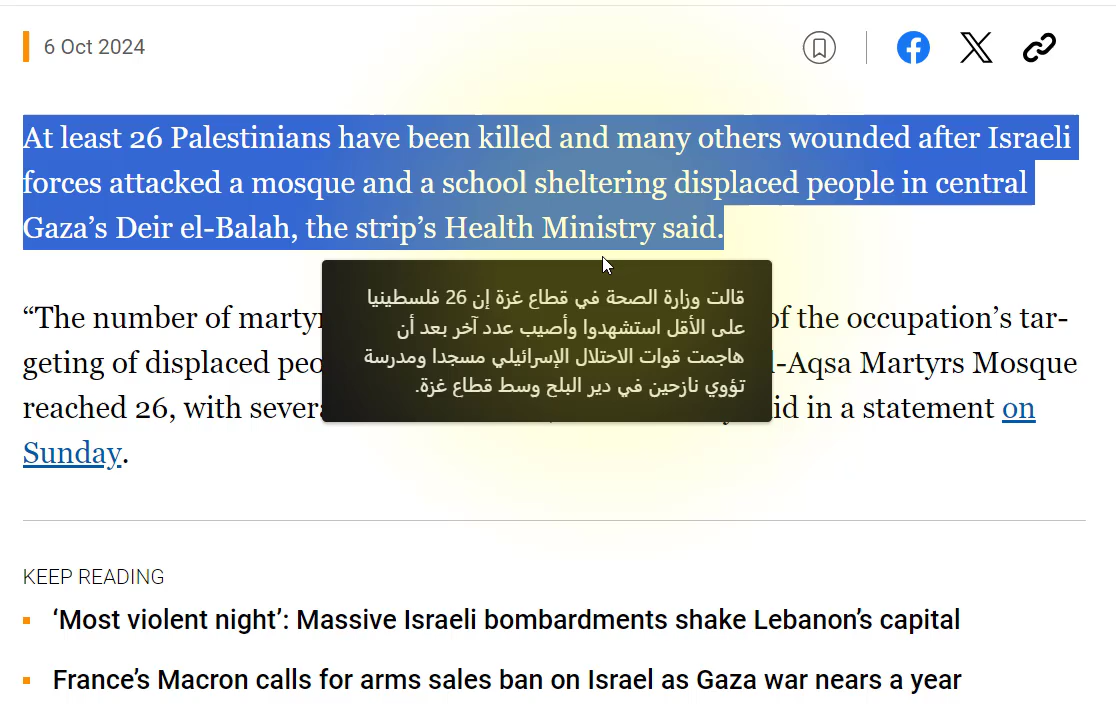 6 Oct 2024
At least 26 Palestinians have been killed and many others wounded after Israeli
forces attacked a mosque and a school sheltering displaced people in central
Gaza’s Deir el-Balah, the strip’s Health Ministry said.
قالت وزارة الصحة في قطاع غزة إن 26 فلسطينيا
على الأقل استشهدوا وأصيب عدد آخر بعد أن
هاجمت قوات الاحتلال الإسرائيلي مسجدا ومدرسة
تؤوي نازحين في دير البلح وسط قطاع غزة.
“The number of of the occupation’s tar-
geting of displaced Martyrs Mosque
reached 26, with in a statement on
Sunday.
KEEP READING
‘Most violent night’: Massive Israeli bombardments shake Lebanon’s capital
France’s Macron calls for arms sales ban on Israel as Gaza war nears a year